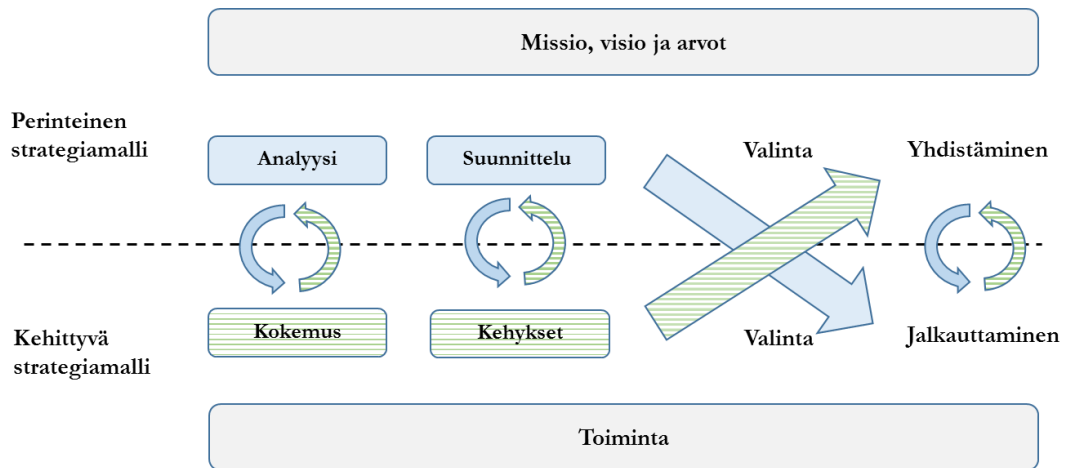 Missio, visio ja arvot
Perinteinen
strategiamalli
Analyysi
Suunnittelu
Valinta
Yhdistäminen
Kehittyvä
strategiamalli
Kokemus
Kehykset
Valinta
Jalkauttaminen
Toiminta